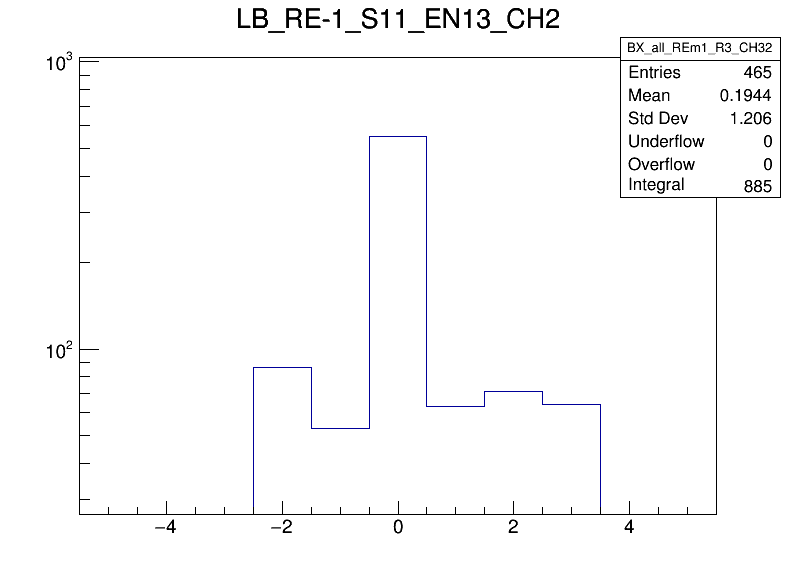 LB_RE-1_S11_EN13_CH2
BX_all_REm1_R3_CH32
Entries 465
Mean 0.1944
Std Dev 1.206
Underflow 0
Overflow 0
Integral 885
10³
10²
−4 −2 0 2 4